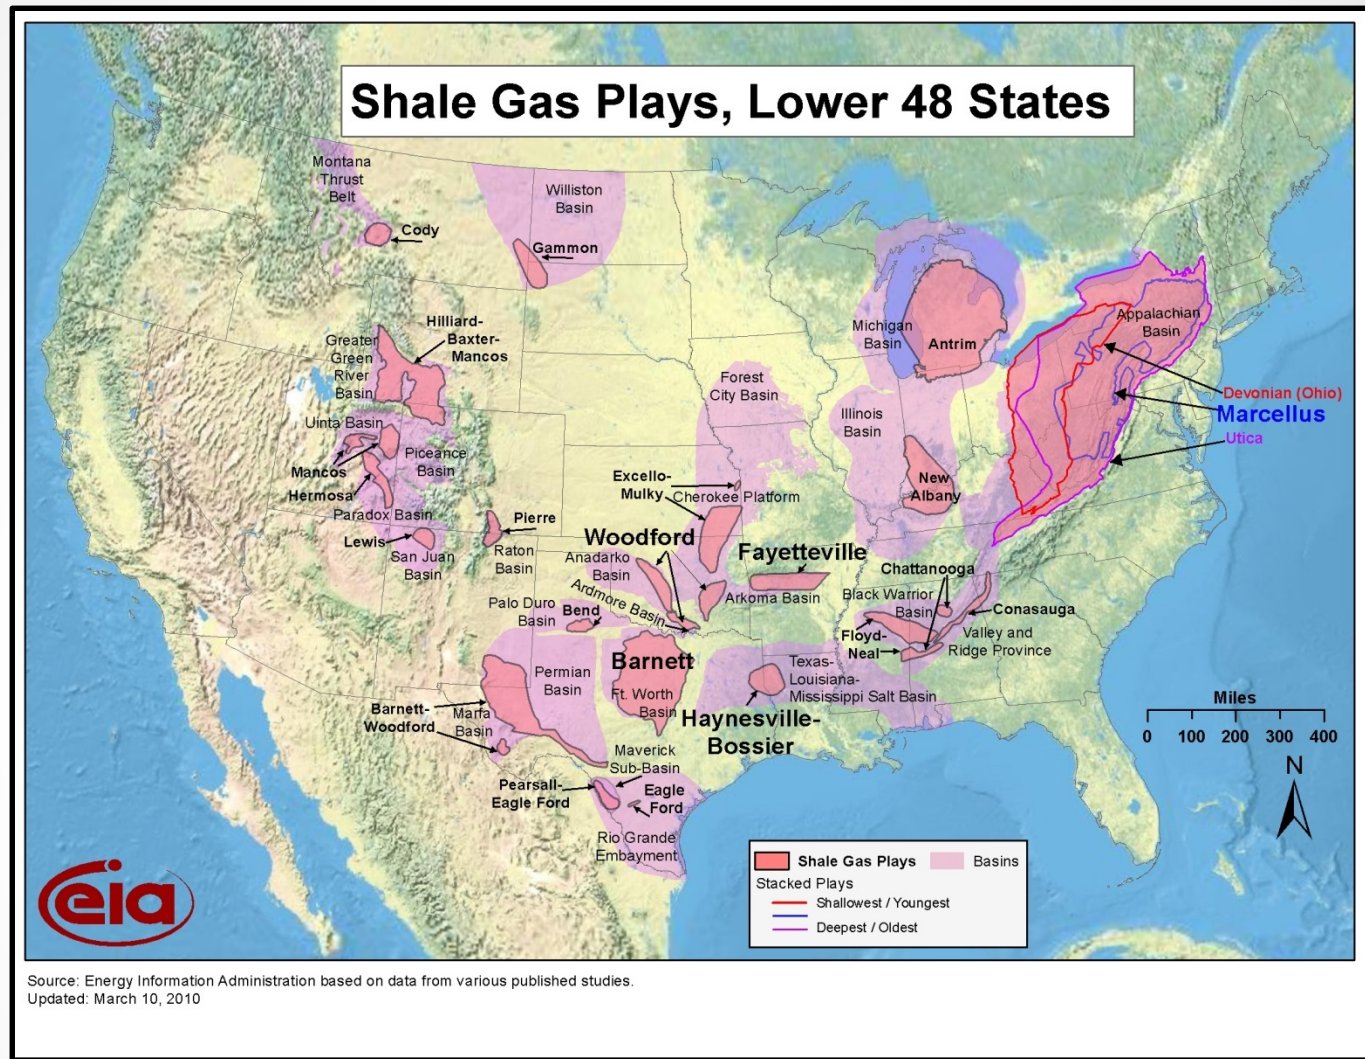 Shale Gas Plays, Lower 48 States
Montana
Thrust
Belt
Cody
Williston
Basin
Gammon
Hilliard-
Baxter-
Mancos
Greater
Green
River
Basin
Uinta Basin
Mancos
Piceance
Basin
Hermosa
Paradox Basin
Lewis
San Juan
Basin
Pierre
Raton
Basin
Michigan
Basin
Antrim
Appalachian
Basin
Devonian (Ohio)
Marcellus
Utica
Forest
City Basin
Illinois
Basin
New
Albany
Excello-
Mulky
Cherokee Platform
Woodford
Anadarko
Basin
Ardmore Basin
Fayetteville
Arkoma Basin
Chattanooga
Black Warrior
Basin
Conasauga
Floyd-
Neal
Valley and
Ridge Province
Palo Duro
Basin
Bend
Barnett
Ft. Worth
Basin
Permian
Basin
Barnett-
Woodford
Marfa
Basin
Texas-
Louisiana-
Mississippi Salt Basin
Haynesville-
Bossier
Maverick
Sub-Basin
Pearsall-
Eagle Ford
Eagle
Ford
Rio Grande
Embayment
Miles
0 100 200 300 400
N
Shale Gas Plays
Basins
Stacked Plays
Shallowest / Youngest
Deepest / Oldest
eia
Source: Energy Information Administration based on data from various published studies.
Updated: March 10, 2010